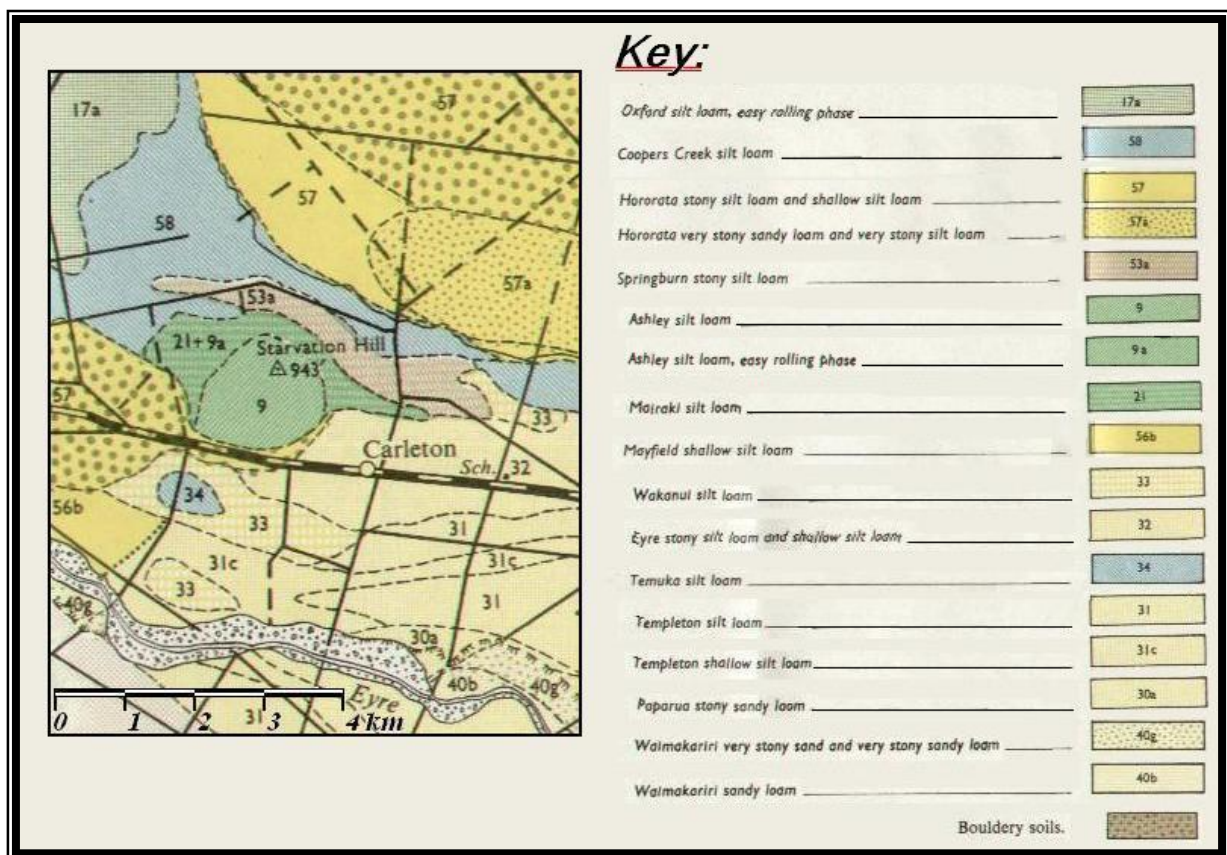 Key:
Oxford silt loam, easy rolling phase 17a
Coopers Creek silt loam 58
Hororata stony silt loam and shallow silt loam 57
Hororata very stony sandy loam and very stony silt loam 57a
Springburn stony silt loam 53a
Ashley silt loam 9
Ashley silt loam, easy rolling phase 9a
Mairaki silt loam 21
Mayfield shallow silt loam 56b
Wakanui silt loam 33
Eyre stony silt loam and shallow silt loam 32
Temuka silt loam 34
Templeton silt loam 31
Templeton shallow silt loam 31c
Paparua stony sandy loam 30a
Waimakariri very stony sand and very stony sandy loam 40g
Waimakariri sandy loam 40b
Bouldery soils.
17a
57
57
58
57a
53a
21+9a
Starvation Hill
943
57
9
33
Carleton
Sch. 32
34
56b
33
31
31c
31c
33
31
40g
30a
40b
40g
Eyre
31
0 1 2 3 4 km